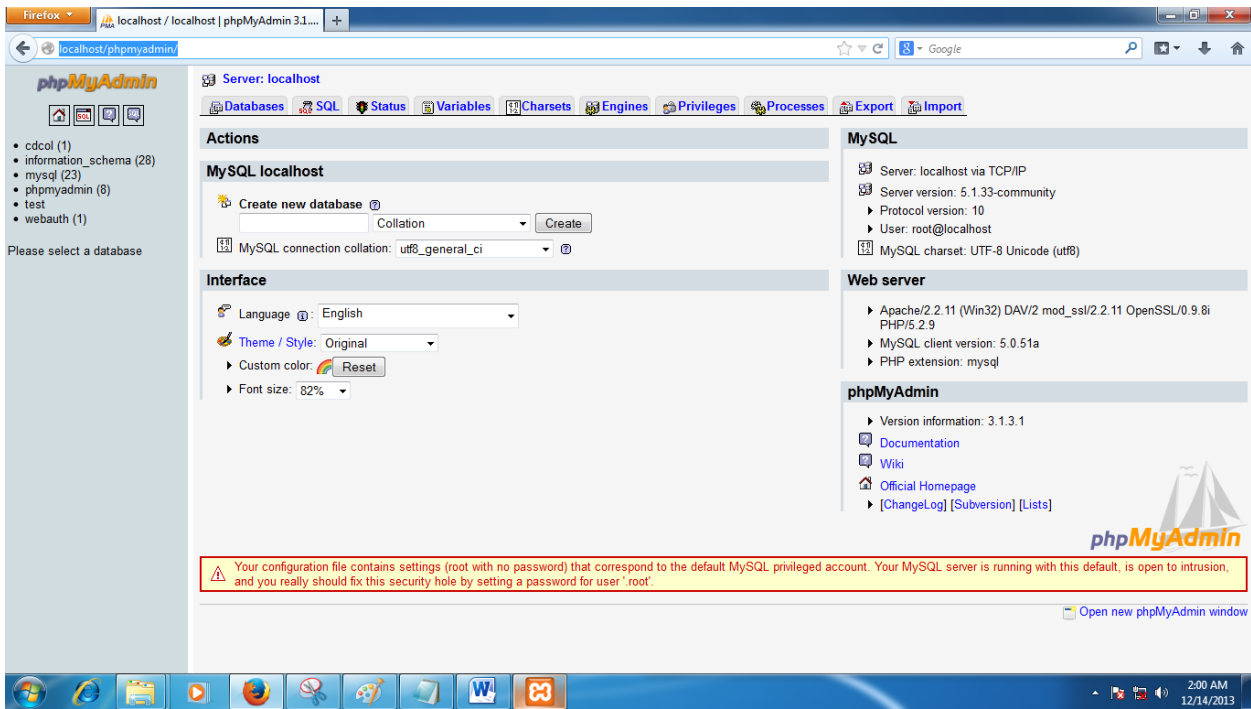 Firefox
localhost / localhost | phpMyAdmin 3.1....
localhost/phpmyadmin/
Google
phpMyAdmin
SQL
cdcol (1)
information_schema (28)
mysql (23)
phpmyadmin (8)
test
webauth (1)
Please select a database
Server: localhost
Databases SQL Status Variables Charsets Engines Privileges Processes Export Import
Actions
MySQL localhost
Create new database
Collation Create
MySQL connection collation: utf8_general_ci
Interface
Language : English
Theme / Style: Original
Custom color: Reset
Font size: 82%
MySQL
Server: localhost via TCP/IP
Server version: 5.1.33-community
Protocol version: 10
User: root@localhost
MySQL charset: UTF-8 Unicode (utf8)
Web server
Apache/2.2.11 (Win32) DAV/2 mod_ssl/2.2.11 OpenSSL/0.9.8i
PHP/5.2.9
MySQL client version: 5.0.51a
PHP extension: mysql
phpMyAdmin
Version information: 3.1.3.1
Documentation
Wiki
Official Homepage
[ChangeLog] [Subversion] [Lists]
phpMyAdmin
Your configuration file contains settings (root with no password) that correspond to the default MySQL privileged account. Your MySQL server is running with this default, is open to intrusion,
and you really should fix this security hole by setting a password for user '.root'.
Open new phpMyAdmin window
2:00 AM
12/14/2013